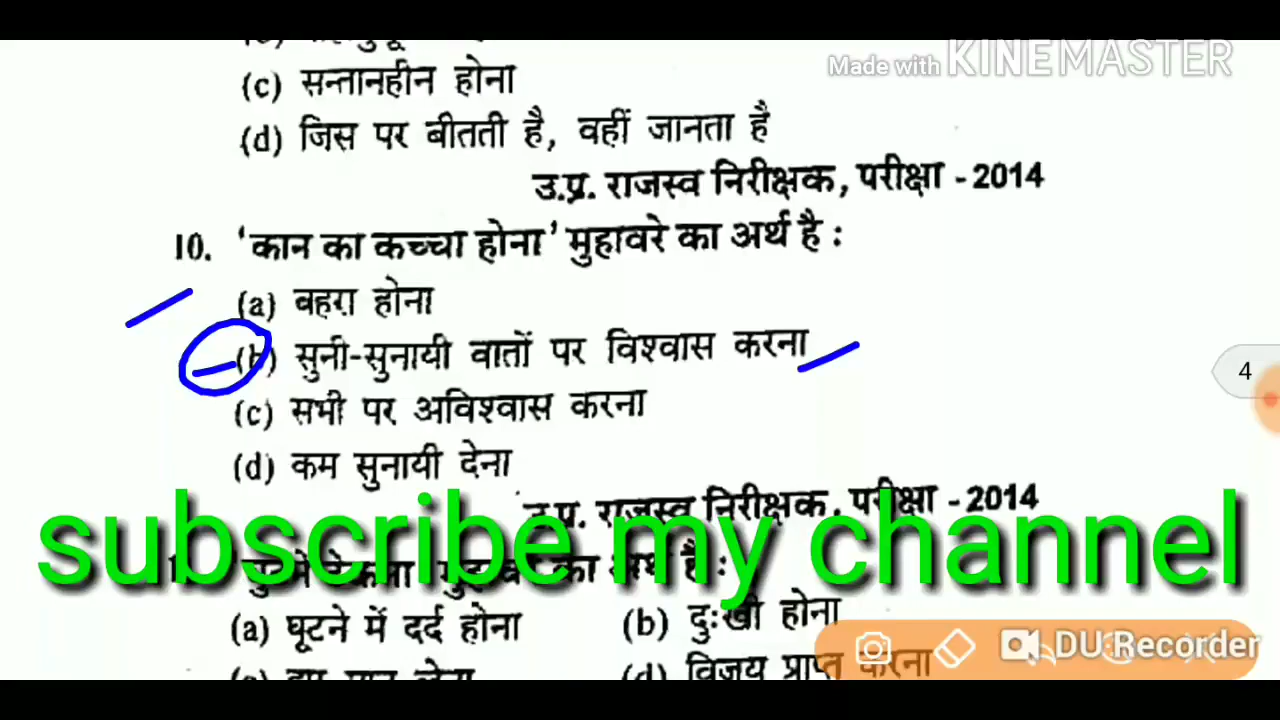 Made with KINEMASTER
(c) सन्तानहीन होना
(d) जिस पर बीतती है, वहीं जानता है
उ.प्र. राजस्व निरीक्षक, परीक्षा - 2014
10. 'कान का कच्चा होना' मुहावरे का अर्थ है :
(a) बहरा होना
(b) सुनी-सुनायी वातों पर विश्वास करना
4
(c) सभी पर अविश्वास करना
(d) कम सुनायी देना
उ.प्र. राजस्व निरीक्षक, परीक्षा - 2014
subscribe my channel
का अर्थ है :
(a) घूटने में दर्द होना (b) दुःखी होना
DU Recorder
(d) विजय प्राप्त करना